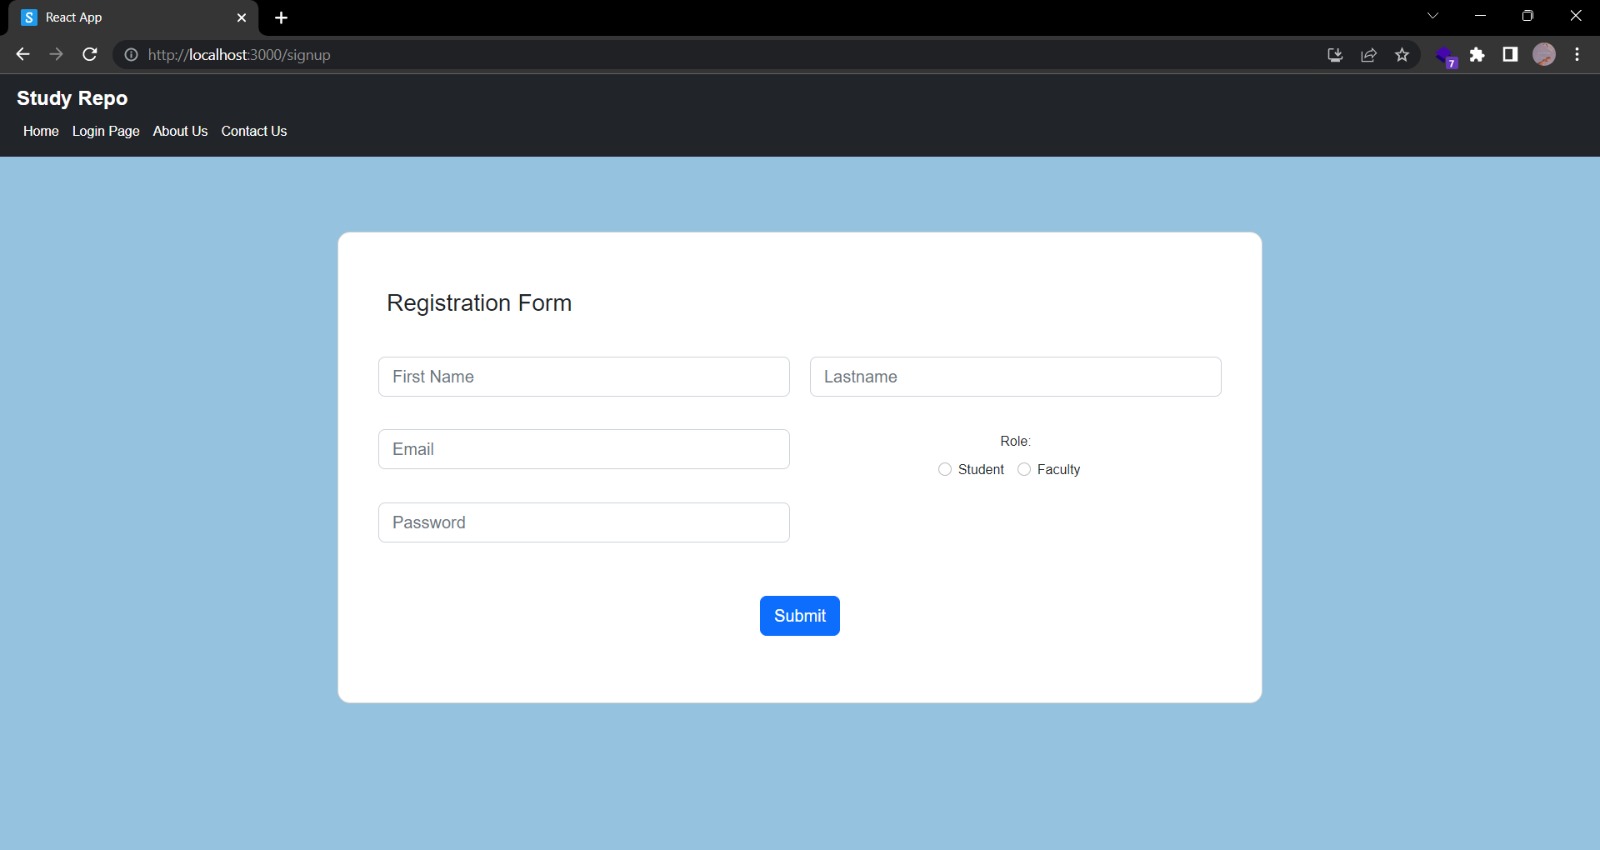 S React App
http://localhost:3000/signup
7
Study Repo
Home Login Page About Us Contact Us
Registration Form
First Name Lastname
Email Role:
Student Faculty
Password
Submit